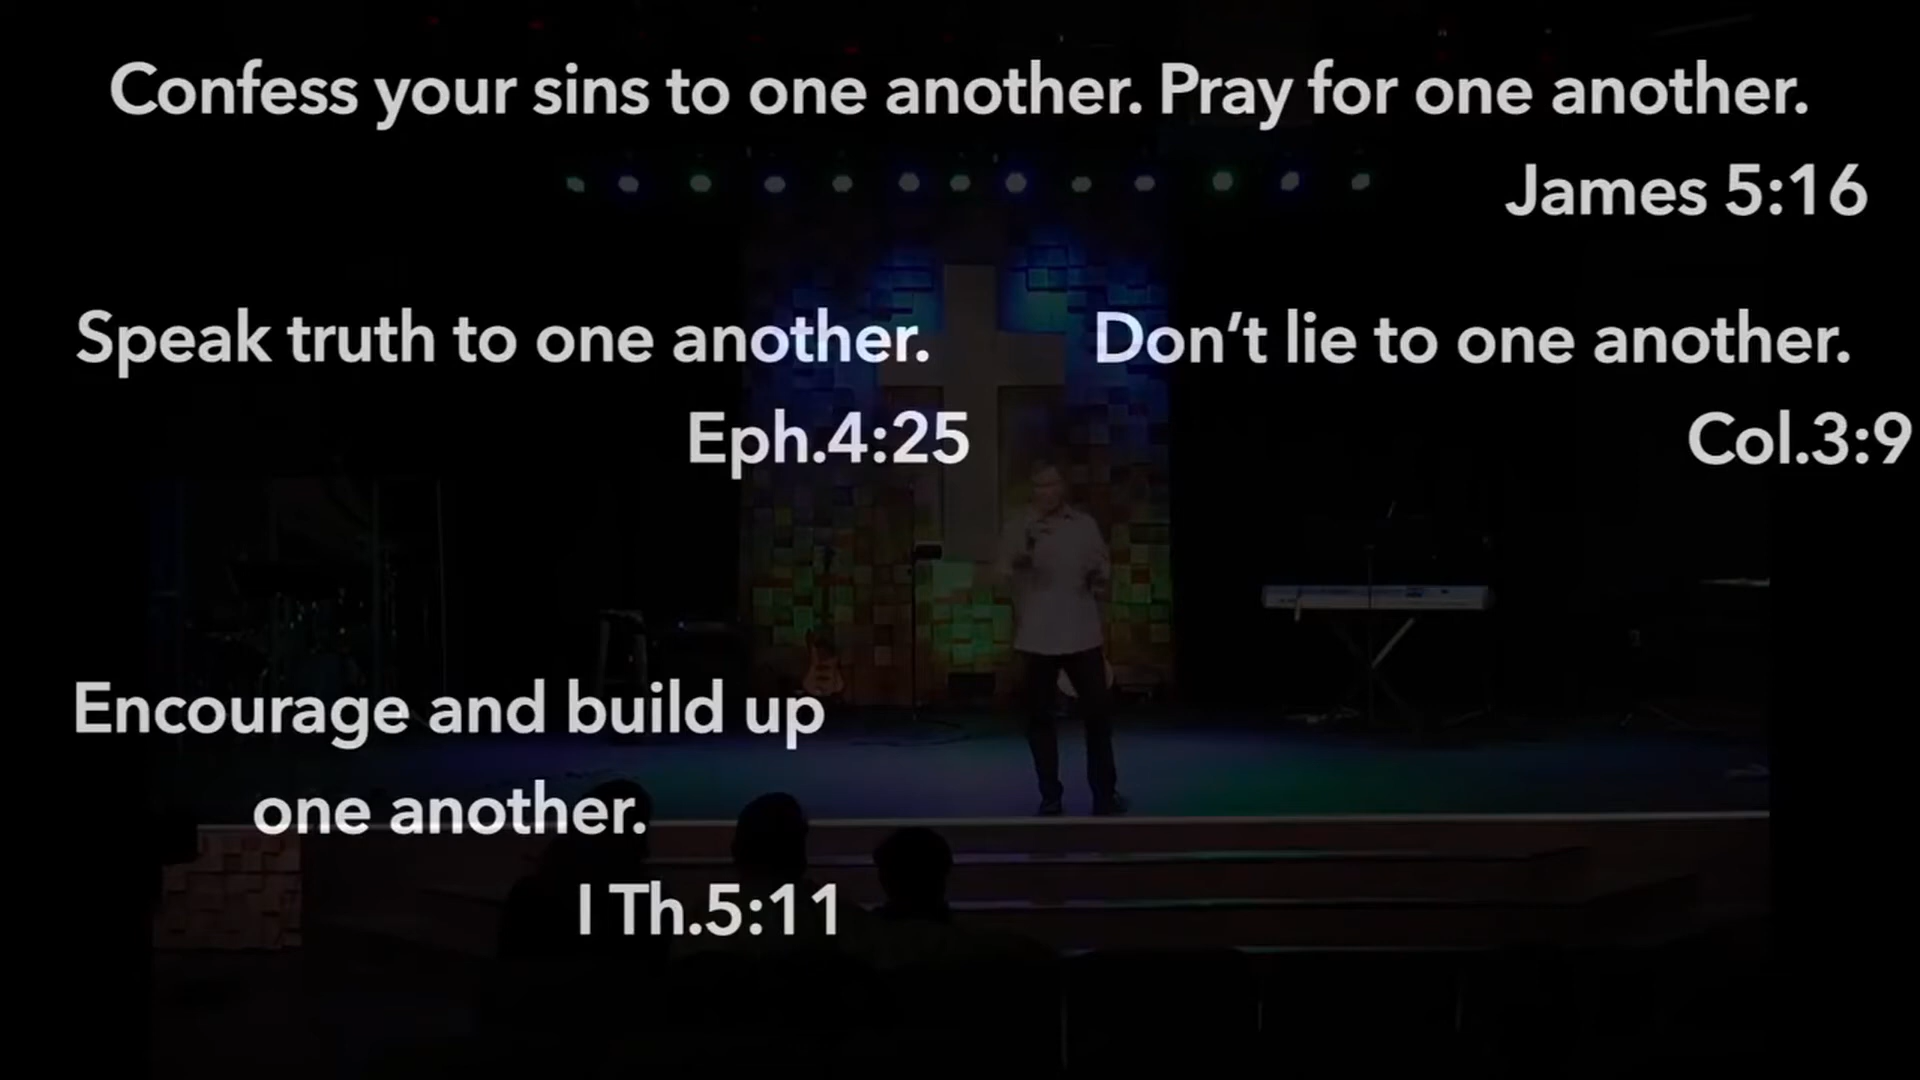 Confess your sins to one another. Pray for one another.
James 5:16
Speak truth to one another.
Eph.4:25
Don’t lie to one another.
Col.3:9
Encourage and build up
one another.
I Th.5:11